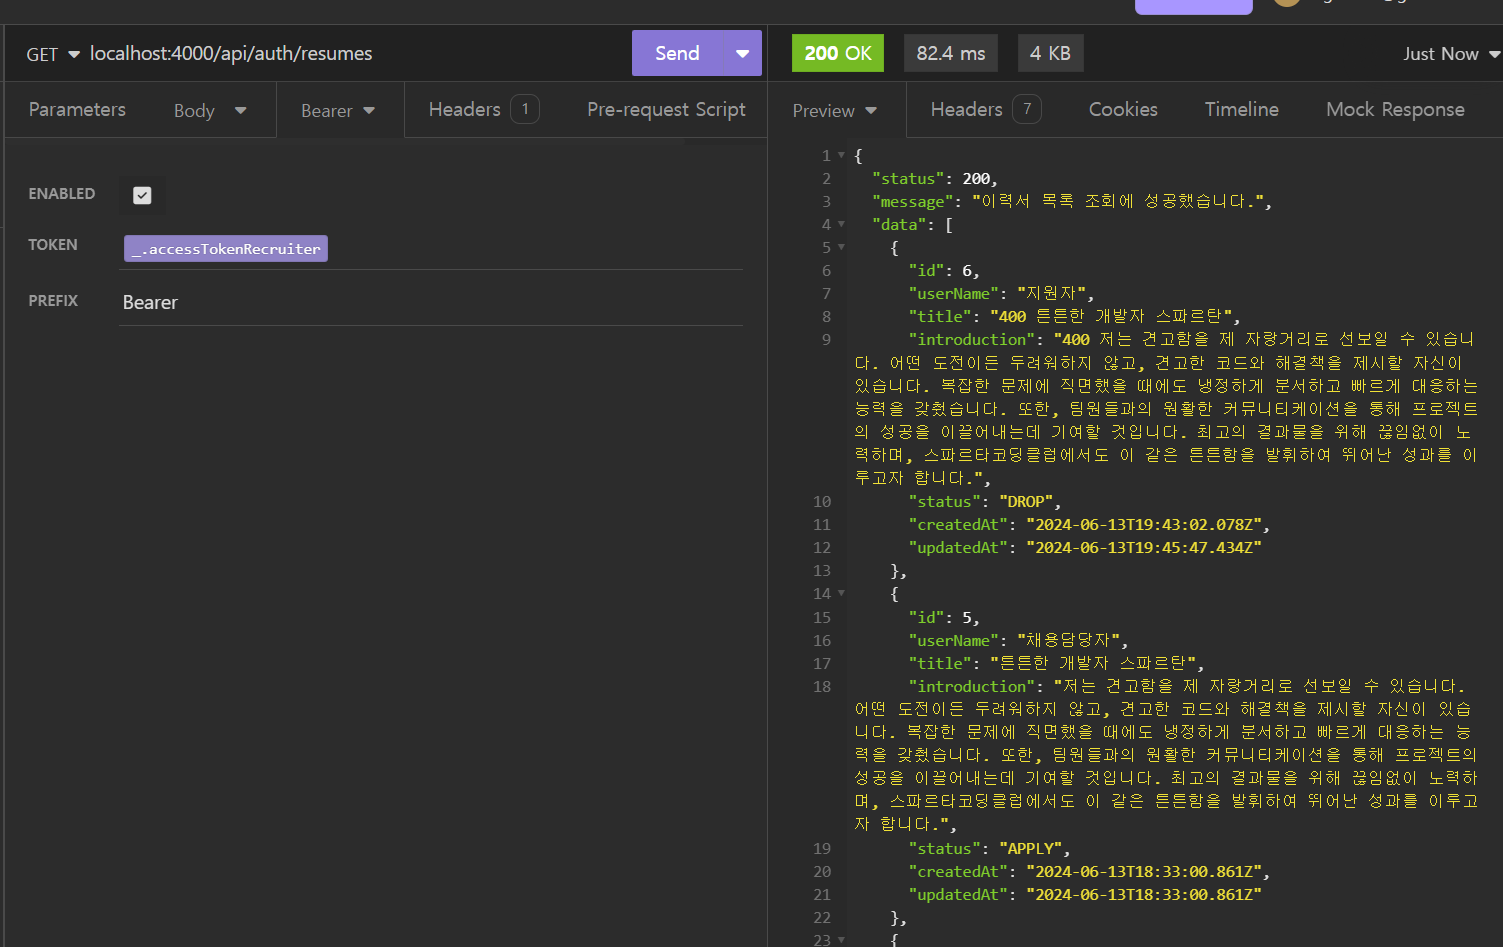 GET localhost:4000/api/auth/resumes Send 200 OK 82.4 ms 4 KB Just Now
Parameters Body Bearer Headers 1 Pre-request Script Preview Headers 7 Cookies Timeline Mock Response
ENABLED
TOKEN _.accessTokenRecruiter
PREFIX Bearer
1 {
2 "status": 200,
3 "message": "이력서 목록 조회에 성공했습니다.",
4 "data": [
5 {
6 "id": 6,
7 "userName": "지원자",
8 "title": "400 튼튼한 개발자 스파르탄",
9 "introduction": "400 저는 견고함을 제 자랑거리로 선보일 수 있습니
다. 어떤 도전이든 두려워하지 않고, 견고한 코드와 해결책을 제시할 자신이
있습니다. 복잡한 문제에 직면했을 때에도 냉정하게 분석하고 빠르게 대응하는
능력을 갖췄습니다. 또한, 팀원들과의 원활한 커뮤니티케이션을 통해 프로젝트
의 성공을 이끌어내는데 기여할 것입니다. 최고의 결과물을 위해 끊임없이 노
력하며, 스파르타코딩클럽에서도 이 같은 튼튼함을 발휘하여 뛰어난 성과를 이
루고자 합니다.",
10 "status": "DROP",
11 "createdAt": "2024-06-13T19:43:02.078Z",
12 "updatedAt": "2024-06-13T19:45:47.434Z"
13 },
14 {
15 "id": 5,
16 "userName": "채용담당자",
17 "title": "튼튼한 개발자 스파르탄",
18 "introduction": "저는 견고함을 제 자랑거리로 선보일 수 있습니다.
어떤 도전이든 두려워하지 않고, 견고한 코드와 해결책을 제시할 자신이 있습
니다. 복잡한 문제에 직면했을 때에도 냉정하게 분석하고 빠르게 대응하는 능
력을 갖췄습니다. 또한, 팀원들과의 원활한 커뮤니티케이션을 통해 프로젝트의
성공을 이끌어내는데 기여할 것입니다. 최고의 결과물을 위해 끊임없이 노력하
며, 스파르타코딩클럽에서도 이 같은 튼튼함을 발휘하여 뛰어난 성과를 이루고
자 합니다.",
19 "status": "APPLY",
20 "createdAt": "2024-06-13T18:33:00.861Z",
21 "updatedAt": "2024-06-13T18:33:00.861Z"
22 },
23 {